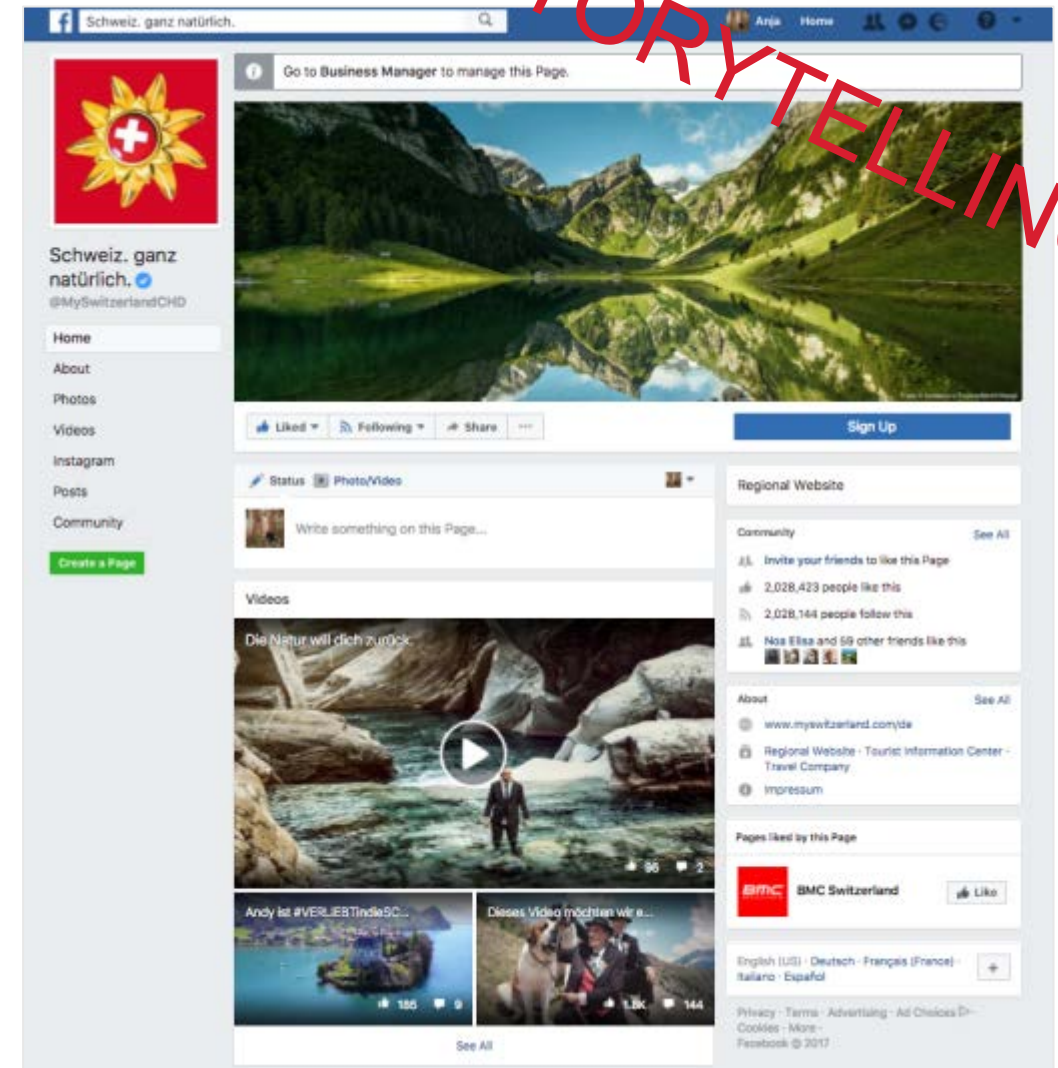 Schweiz. ganz natürlich.
Anja Home
STORYTELLING
Go to Business Manager to manage this Page.
Schweiz. ganz
natürlich.
@MySwitzerlandCHD
Home
About
Photos
Videos
Instagram
Posts
Community
Create a Page
Liked Following Share
Sign Up
Status Photo/Video
Write something on this Page...
Videos
Die Natur will dich zurück.
96 2
Andy ist #VERLIEBTindieSC...
185 9
Dieses Video möchten wir e...
1.8K 144
See All
Regional Website
Community See All
Invite your friends to like this Page
2,028,423 people like this
2,028,144 people follow this
Noa Elisa and 59 other friends like this
About See All
www.myswitzerland.com/de
Regional Website · Tourist Information Center ·
Travel Company
Impressum
Pages liked by this Page
BMC
BMC Switzerland Like
English (US) · Deutsch · Français (France) ·
Italiano · Español
Privacy · Terms · Advertising · Ad Choices ·
Cookies · More ·
Facebook © 2017